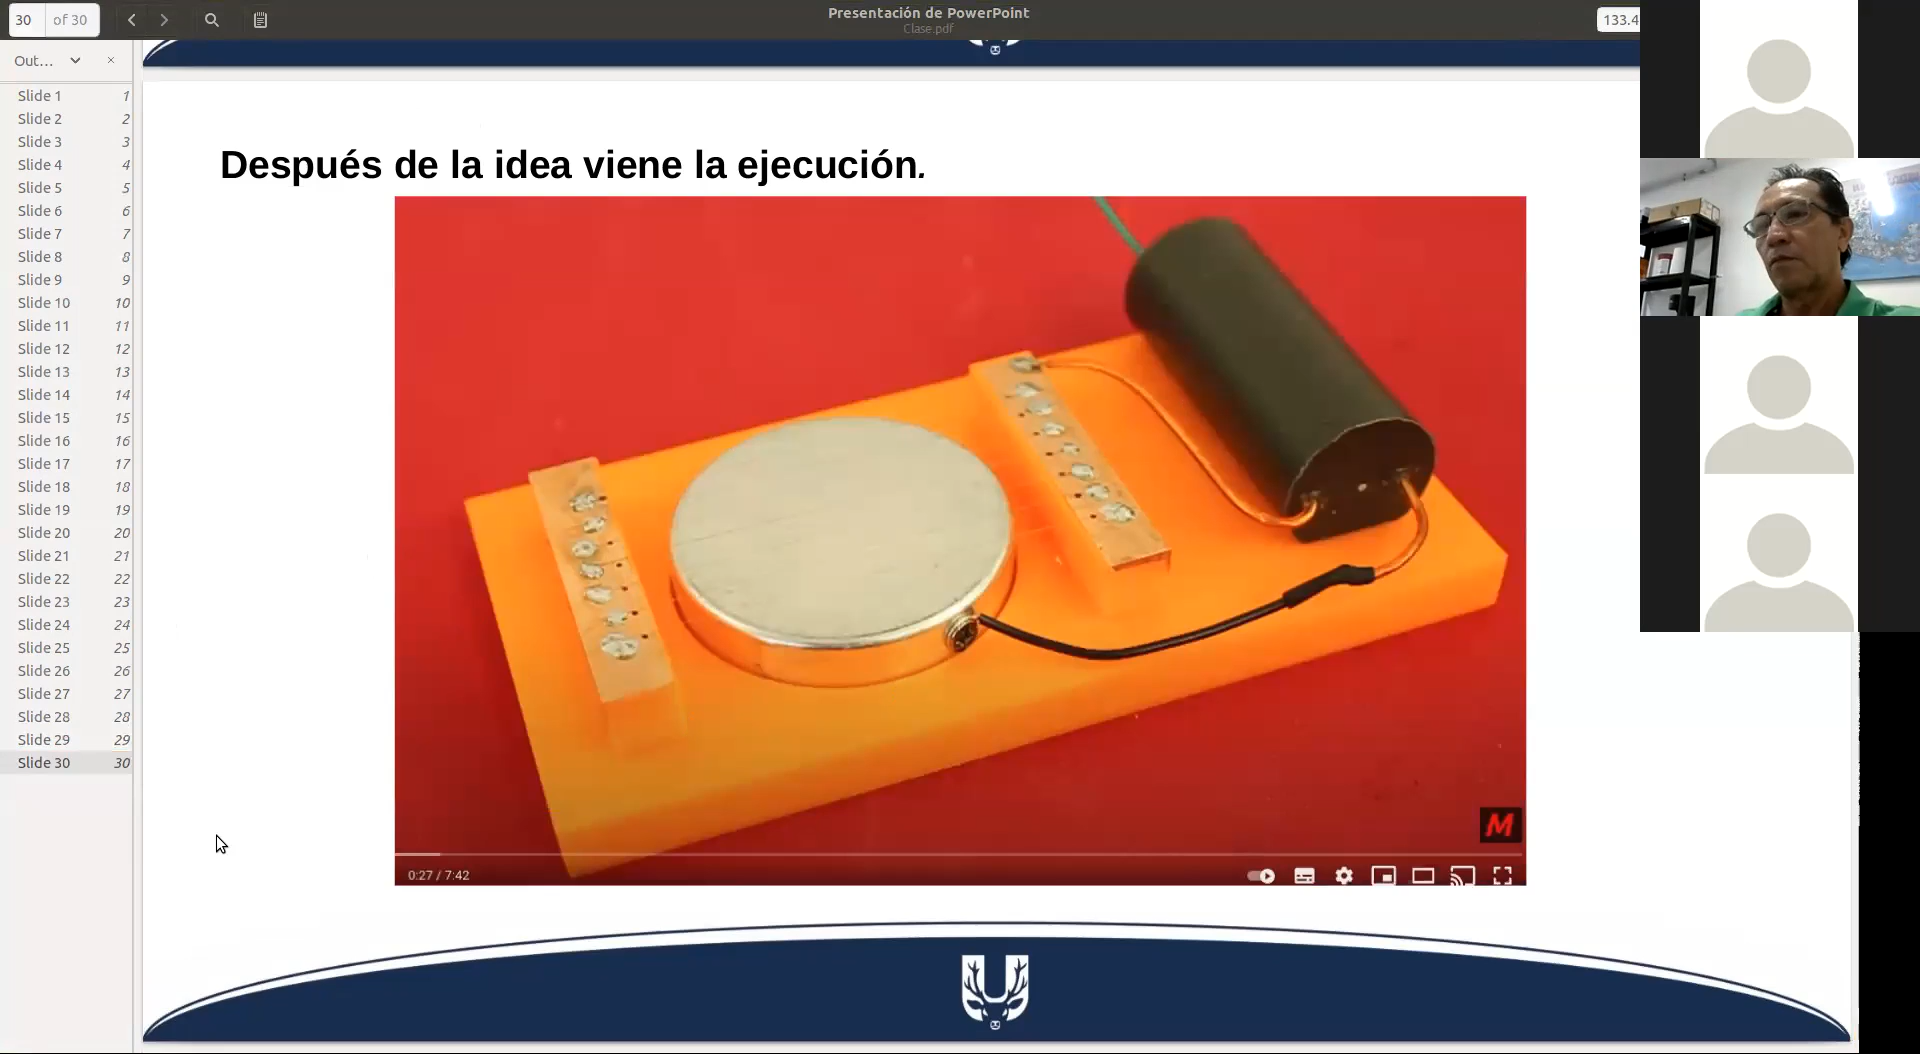 30 of 30
Presentación de PowerPoint
Clase.pdf
133.4
Out...
Slide 1 1
Slide 2 2
Slide 3 3
Slide 4 4
Slide 5 5
Slide 6 6
Slide 7 7
Slide 8 8
Slide 9 9
Slide 10 10
Slide 11 11
Slide 12 12
Slide 13 13
Slide 14 14
Slide 15 15
Slide 16 16
Slide 17 17
Slide 18 18
Slide 19 19
Slide 20 20
Slide 21 21
Slide 22 22
Slide 23 23
Slide 24 24
Slide 25 25
Slide 26 26
Slide 27 27
Slide 28 28
Slide 29 29
Slide 30 30
Después de la idea viene la ejecución.
M
0:27 / 7:42
U